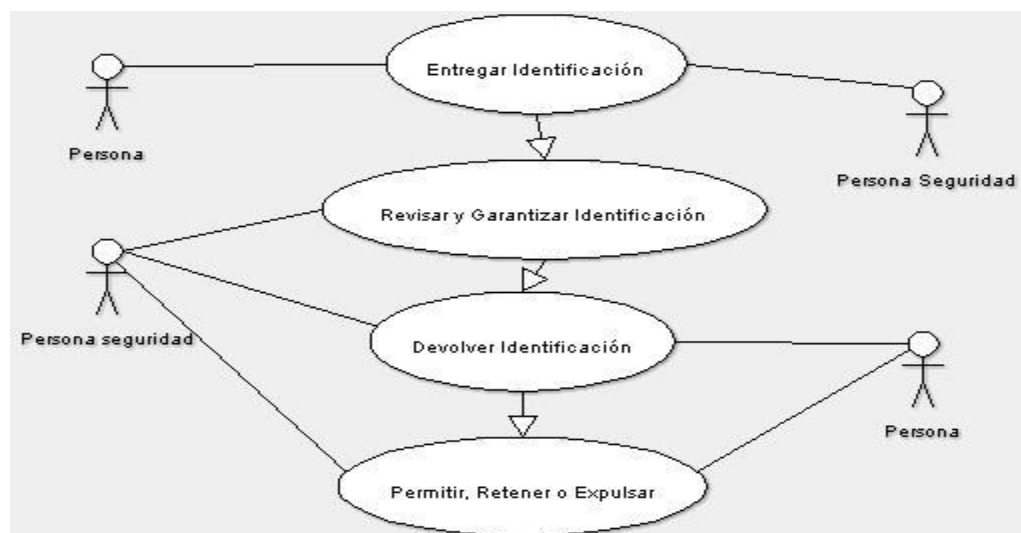 Entregar Identificación
Persona
Persona Seguridad
Revisar y Garantizar Identificación
Persona seguridad
Devolver Identificación
Persona
Permitir, Retener o Expulsar